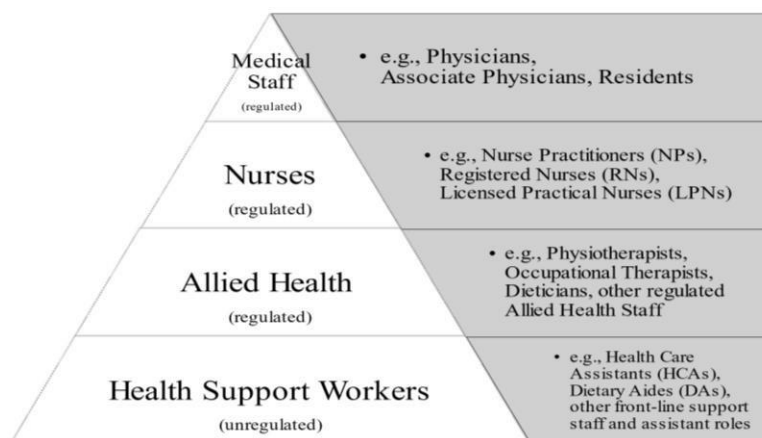 Medical
Staff
(regulated)
• e.g., Physicians,
Associate Physicians, Residents
Nurses
(regulated)
• e.g., Nurse Practitioners (NPs),
Registered Nurses (RNs),
Licensed Practical Nurses (LPNs)
Allied Health
(regulated)
• e.g., Physiotherapists,
Occupational Therapists,
Dieticians, other regulated
Allied Health Staff
Health Support Workers
(unregulated)
• e.g., Health Care
Assistants (HCAs),
Dietary Aides (DAs),
other front-line support
staff and assistant roles